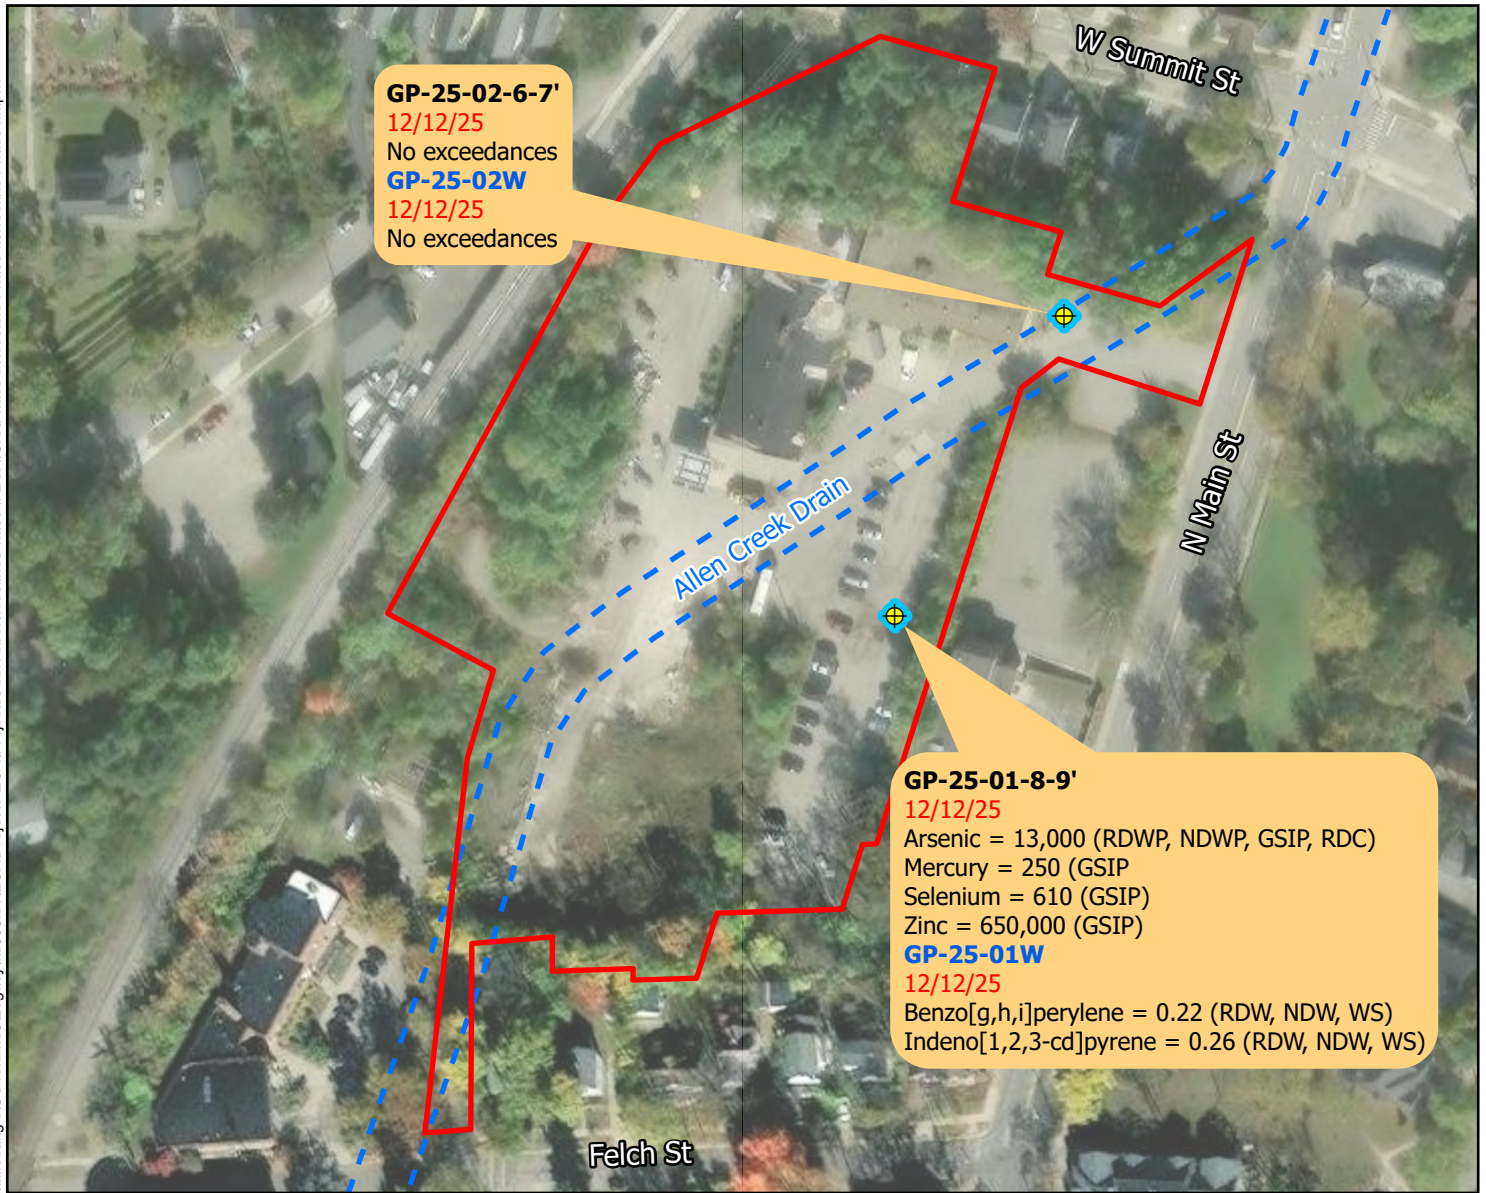 W Summit St
GP-25-02-6-7'
12/12/25
No exceedances
GP-25-02W
12/12/25
No exceedances
Allen Creek Drain
N Main St
GP-25-01-8-9'
12/12/25
Arsenic = 13,000 (RDWP, NDWP, GSIP, RDC)
Mercury = 250 (GSIP
Selenium = 610 (GSIP)
Zinc = 650,000 (GSIP)
GP-25-01W
12/12/25
Benzo[g,h,i]perylene = 0.22 (RDW, NDW, WS)
Indeno[1,2,3-cd]pyrene = 0.26 (RDW, NDW, WS)
Felch St